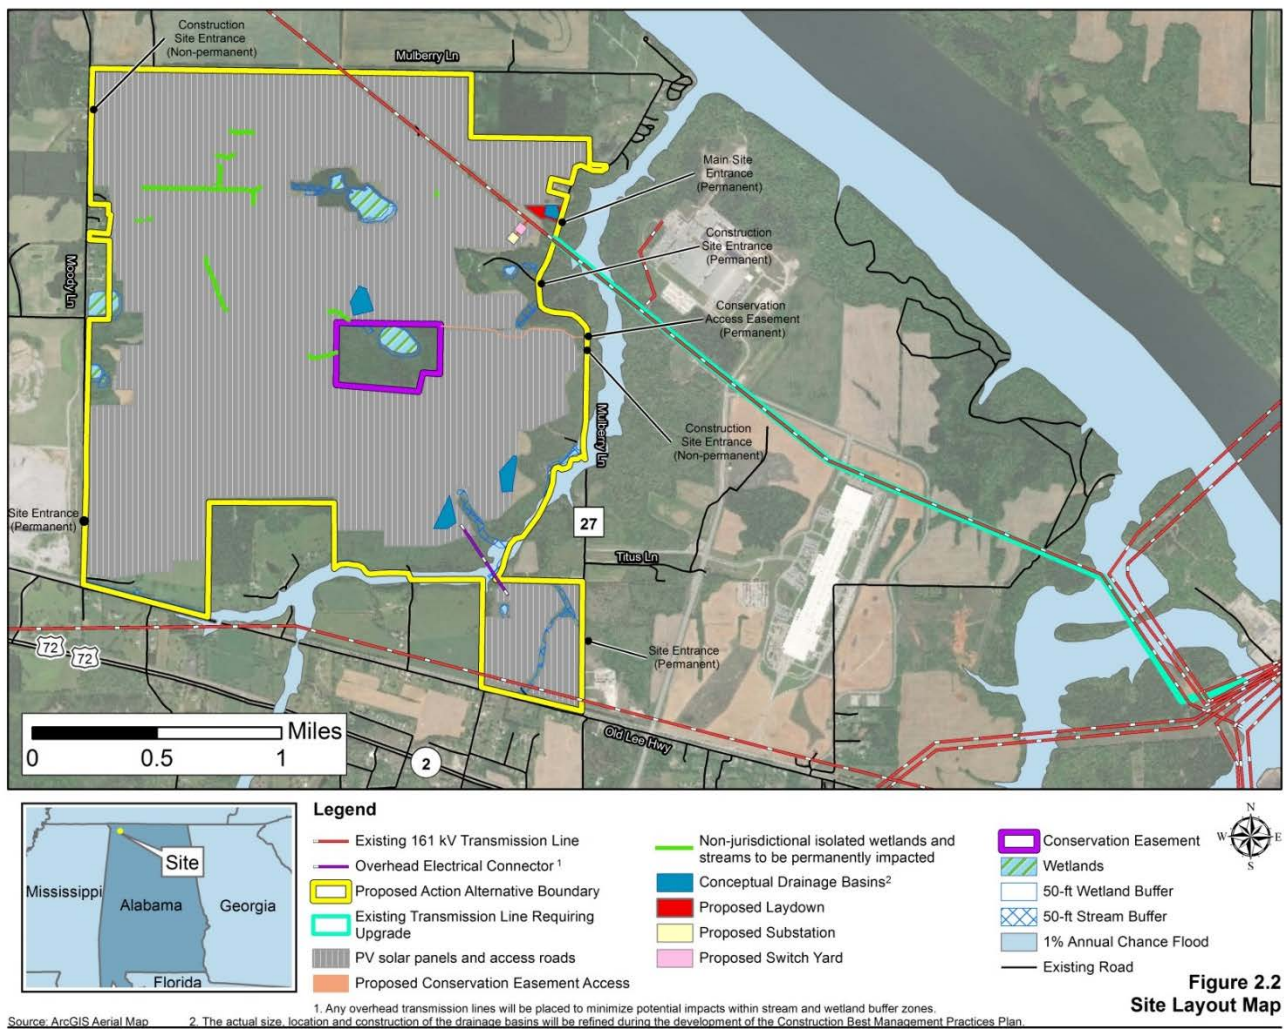 Construction
Site Entrance
(Non-permanent)
Mulberry Ln
Main Site
Entrance
(Permanent)
Construction
Site Entrance
(Permanent)
Moody Ln
Conservation
Access Easement
(Permanent)
Mulberry Ln
Construction
Site Entrance
(Non-permanent)
Site Entrance
(Permanent)
27
Titus Ln
Site Entrance
(Permanent)
72
72
Old Lee Hwy
2
Miles
0 0.5 1
Legend
Existing 161 kV Transmission Line
Overhead Electrical Connector 1
Proposed Action Alternative Boundary
Existing Transmission Line Requiring
Upgrade
PV solar panels and access roads
Proposed Conservation Easement Access
Non-jurisdictional isolated wetlands and
streams to be permanently impacted
Conceptual Drainage Basins2
Proposed Laydown
Proposed Substation
Proposed Switch Yard
Conservation Easement
Wetlands
50-ft Wetland Buffer
50-ft Stream Buffer
1% Annual Chance Flood
Existing Road
N
W E
S
Site
Mississippi
Alabama
Georgia
Florida
Figure 2.2
Site Layout Map
1. Any overhead transmission lines will be placed to minimize potential impacts within stream and wetland buffer zones.
Source: ArcGIS Aerial Map 2. The actual size, location and construction of the drainage basins will be refined during the development of the Construction Best Management Practices Plan.